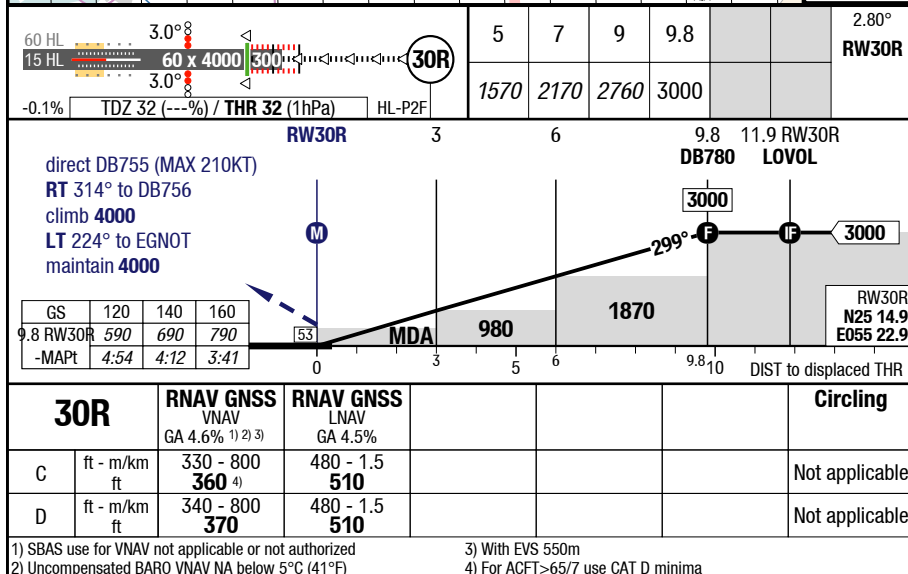 60 HL
15 HL
3.0°
60 x 4000
300
30R
3.0°
-0.1%
TDZ 32 (---%) / THR 32 (1hPa)
HL-P2F
5 7 9 9.8
1570 2170 2760 3000
2.80°
RW30R
RW30R 3 6 9.8 11.9 RW30R
DB780 LOVOL
direct DB755 (MAX 210KT)
RT 314° to DB756
climb 4000
LT 224° to EGNOT
maintain 4000
M
3000
299°
F
IF
3000
GS 120 140 160
9.8 RW30R 590 690 790
-MAPt 4:54 4:12 3:41
53
MDA
980
1870
RW30R
N25 14.9
E055 22.9
0 3 5 6 9.8 10 DIST to displaced THR
30R
RNAV GNSS
VNAV
GA 4.6% 1) 2) 3)
RNAV GNSS
LNAV
GA 4.5%
Circling
C ft - m/km 330 - 800 480 - 1.5 Not applicable
ft 360 4) 510
D ft - m/km 340 - 800 480 - 1.5 Not applicable
ft 370 510
1) SBAS use for VNAV not applicable or not authorized
2) Uncompensated BARO VNAV NA below 5°C (41°F)
3) With EVS 550m
4) For ACFT>65/7 use CAT D minima